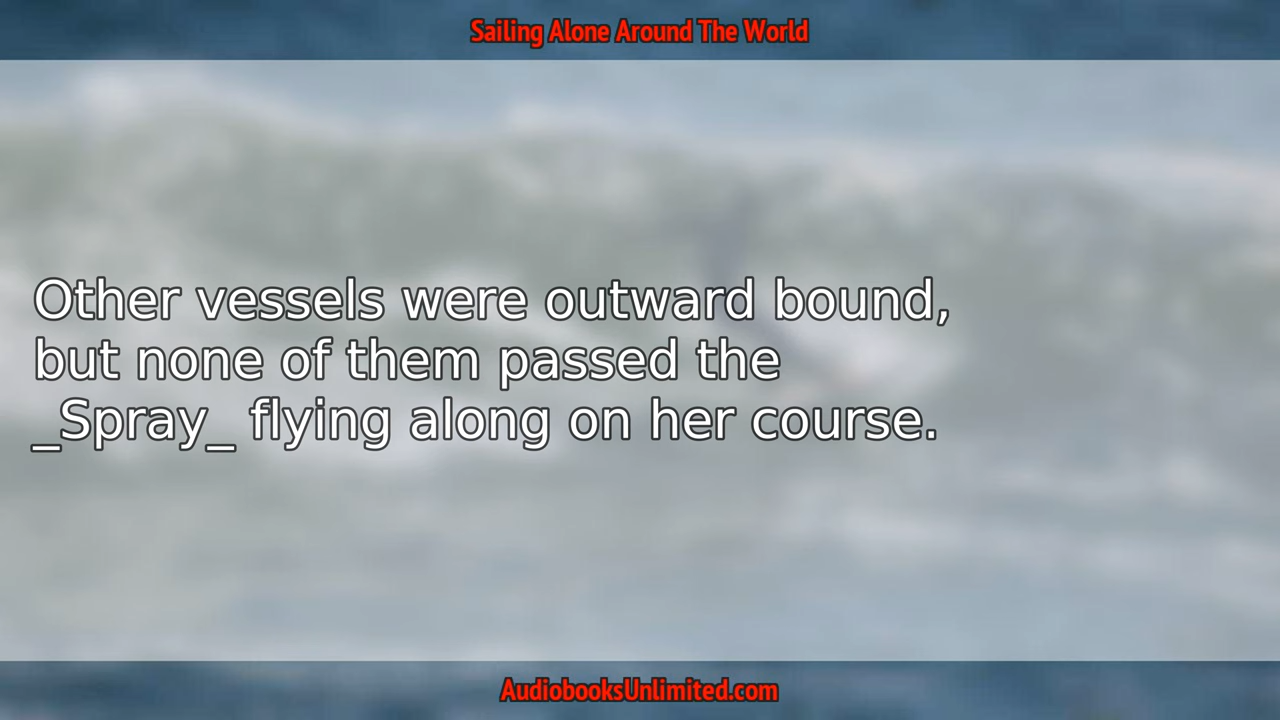 Sailing Alone Around The World
Other vessels were outward bound,
but none of them passed the
_Spray_ flying along on her course.
AudiobooksUnlimited.com